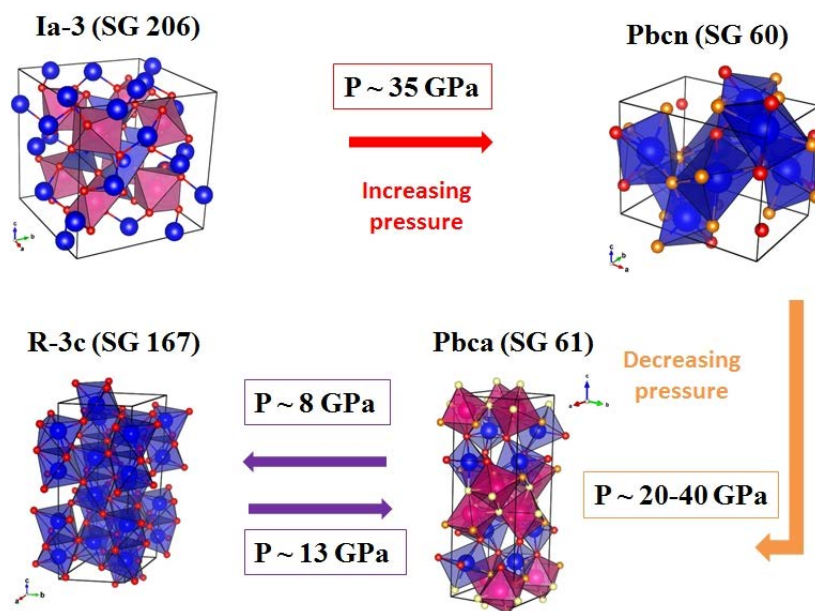 Ia-3 (SG 206)
Pbcn (SG 60)
P ~ 35 GPa
Increasing
pressure
c
b
a
c
b
a
R-3c (SG 167)
Pbca (SG 61)
Decreasing
pressure
P ~ 8 GPa
P ~ 20-40 GPa
P ~ 13 GPa
c
a
b
c
a
b